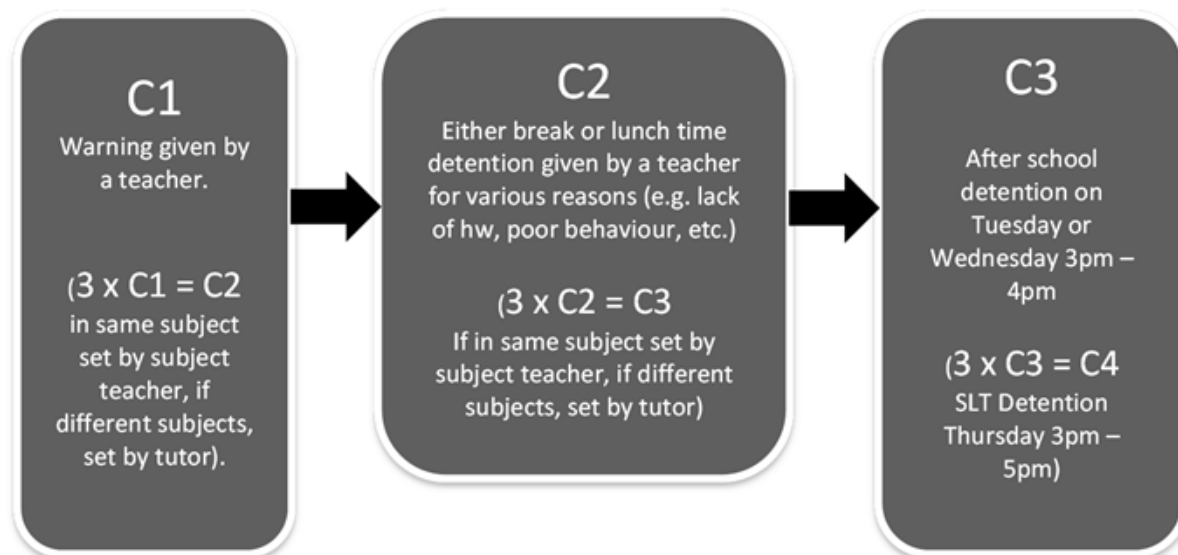 C1
Warning given by
a teacher.
(3 x C1 = C2
in same subject
set by subject
teacher, if
different subjects,
set by tutor).
C2
Either break or lunch time
detention given by a teacher
for various reasons (e.g. lack
of hw, poor behaviour, etc.)
(3 x C2 = C3
If in same subject set by
subject teacher, if different
subjects, set by tutor)
C3
After school
detention on
Tuesday or
Wednesday 3pm –
4pm
(3 x C3 = C4
SLT Detention
Thursday 3pm –
5pm)